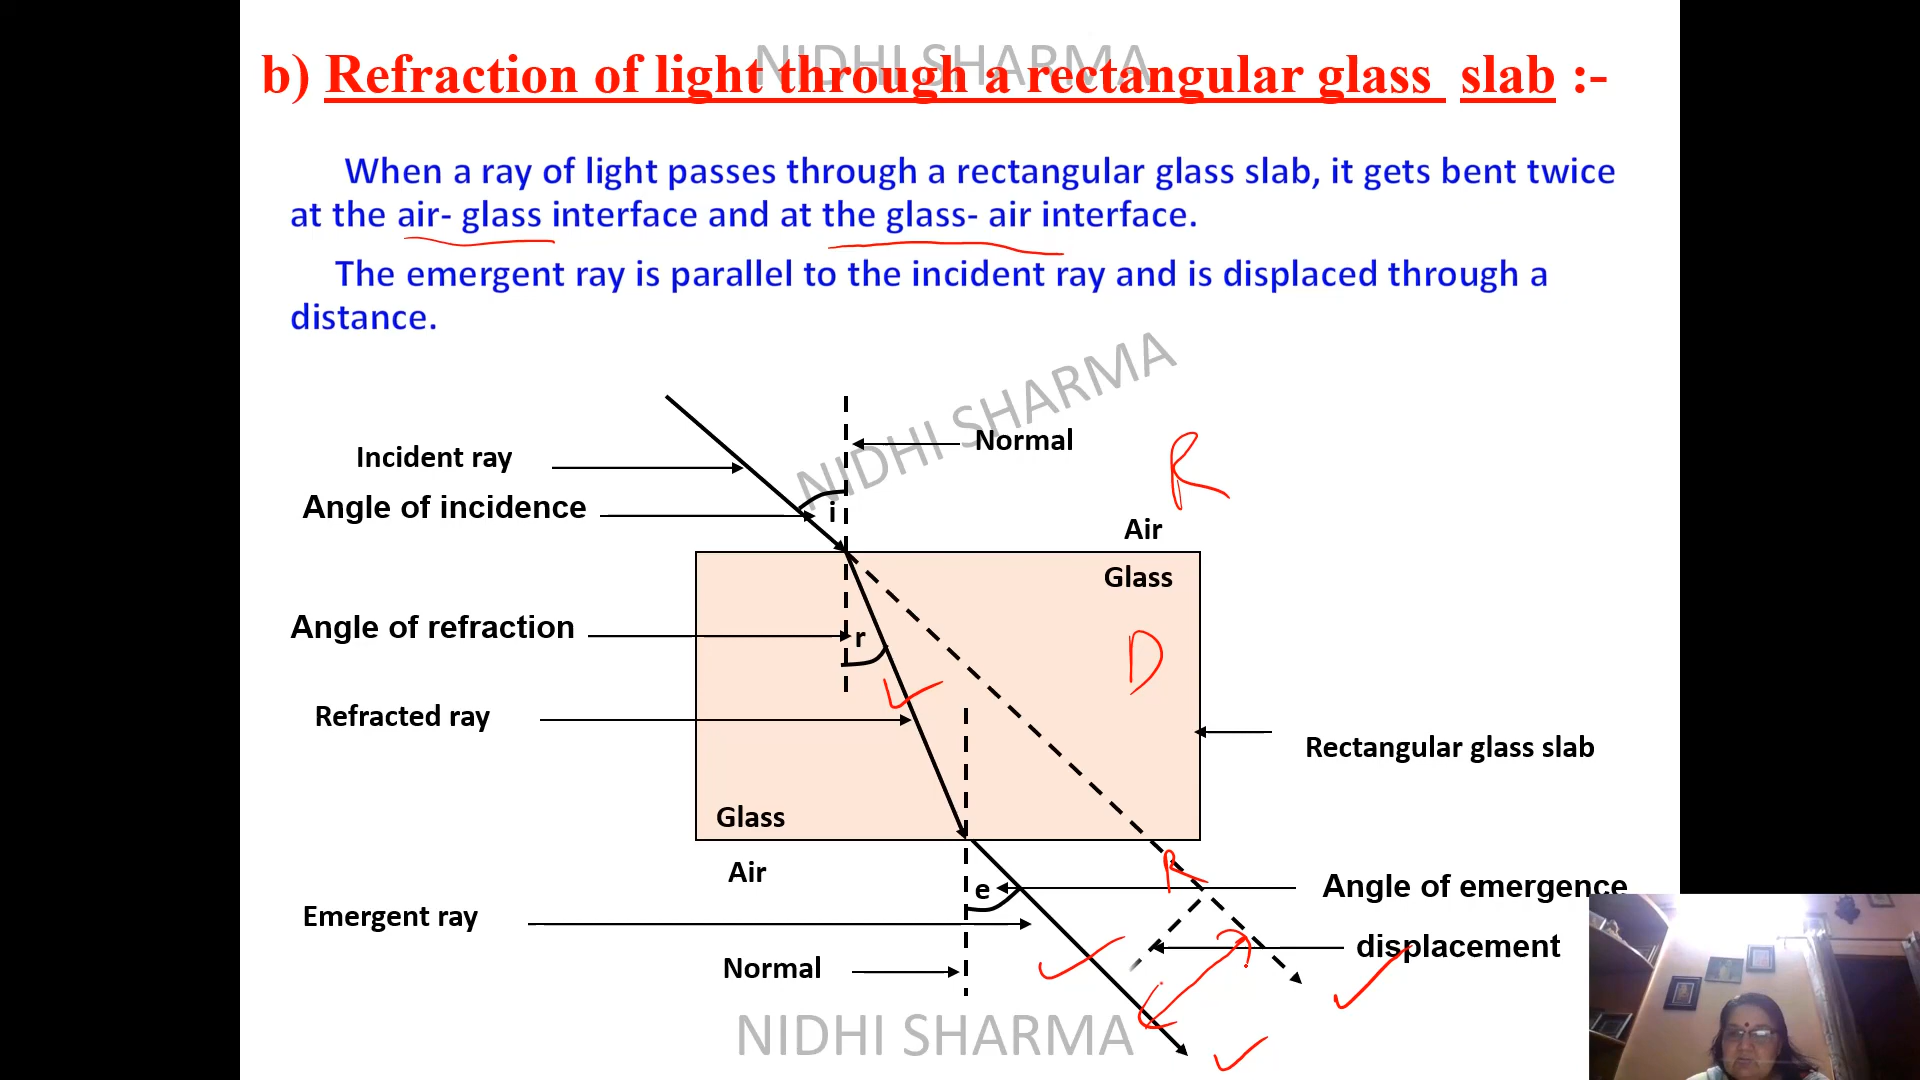 NIDHI SHARMA
b) Refraction of light through a rectangular glass slab :-
When a ray of light passes through a rectangular glass slab, it gets bent twice
at the air- glass interface and at the glass- air interface.
The emergent ray is parallel to the incident ray and is displaced through a
distance.
NIDHI SHARMA
Normal
Incident ray
R
Angle of incidence
i
Air
Glass
Angle of refraction
r
D
Refracted ray
Rectangular glass slab
Glass
Air
R
e
Angle of emergence
Emergent ray
displacement
Normal
NIDHI SHARMA